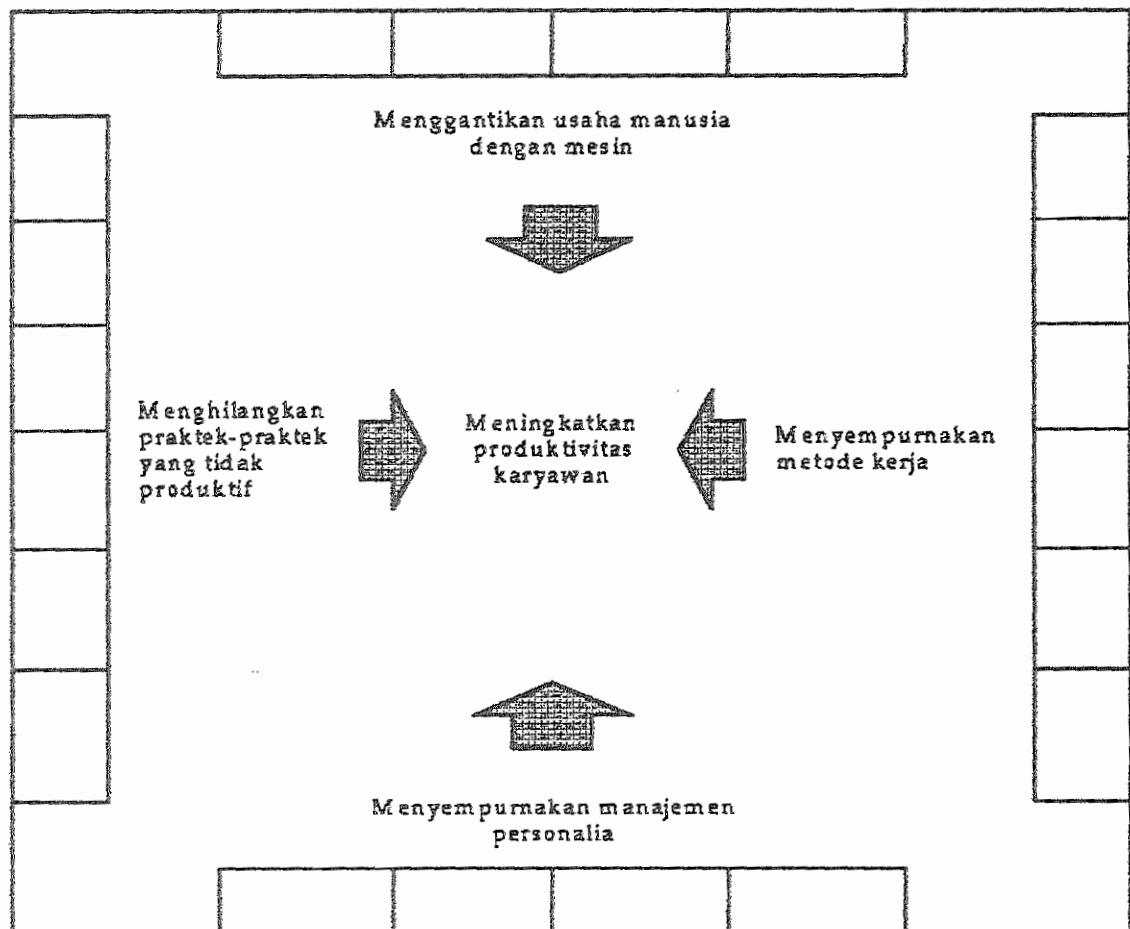 Menggantikan usaha manusia
dengan mesin
Menghilangkan
praktek-praktek
yang tidak
produktif
Meningkatkan
produktivitas
karyawan
Menyempurnakan
metode kerja
Menyempurnakan manajemen
personalia